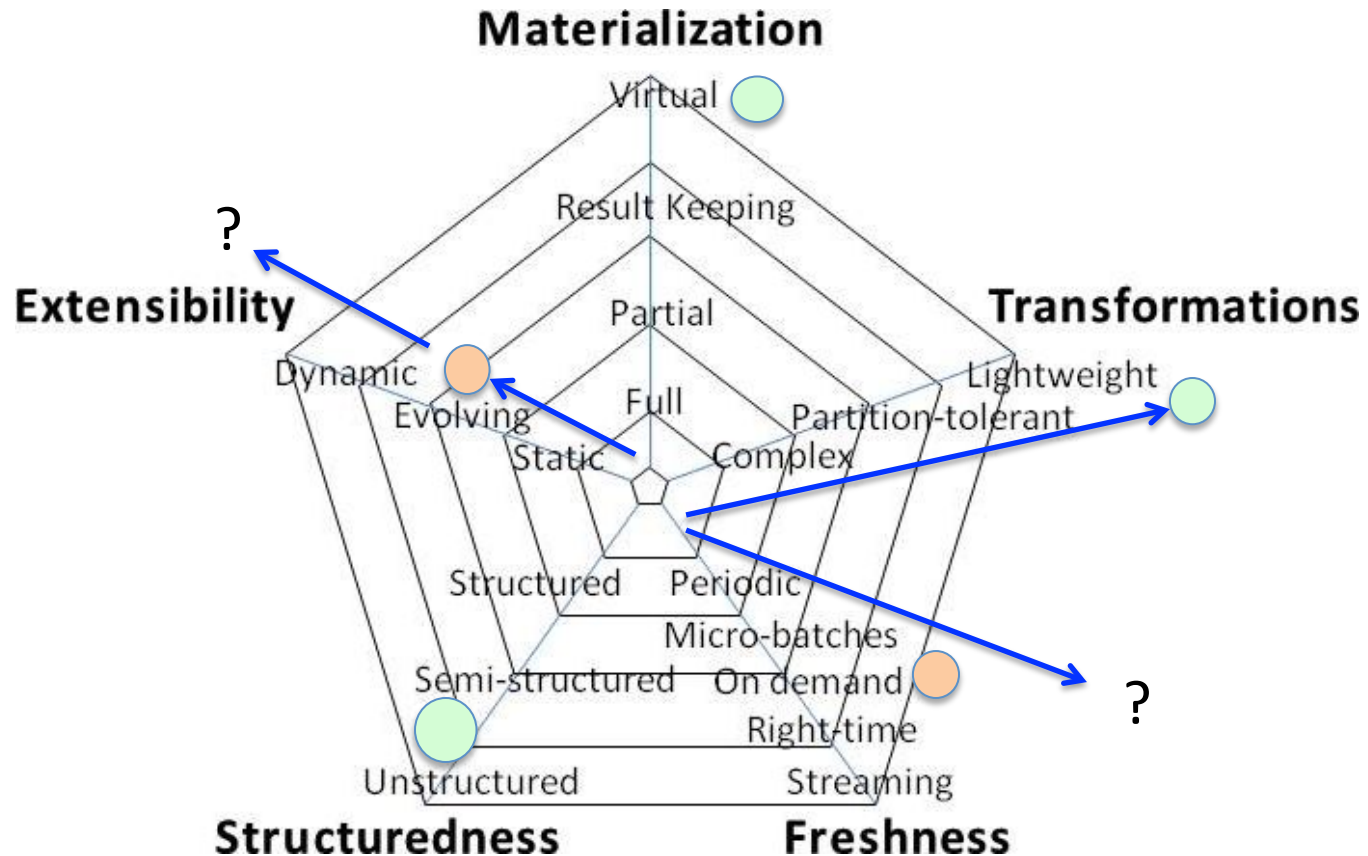 Materialization
Virtual
Result Keeping
?
Extensibility
Transformations
Partial
Dynamic
Lightweight
Full
Evolving
Partition-tolerant
Static
Complex
Structured
Periodic
Micro-batches
Semi-structured
On demand
?
Right-time
Unstructured
Streaming
Structuredness
Freshness